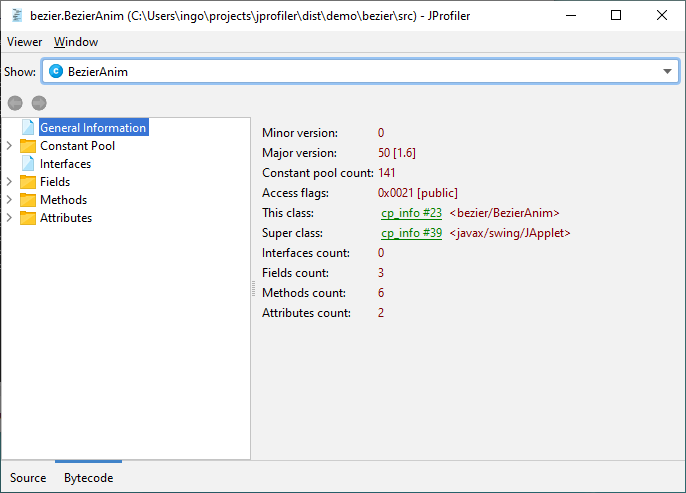 bezier.BezierAnim (C:\Users\ingo\projects\jprofiler\dist\demo\bezier\src) - JProfiler
Viewer Window
Show: C BezierAnim
General Information
Constant Pool
Interfaces
Fields
Methods
Attributes
Minor version: 0
Major version: 50 [1.6]
Constant pool count: 141
Access flags: 0x0021 [public]
This class: cp_info #23 <bezier/BezierAnim>
Super class: cp_info #39 <javax/swing/JApplet>
Interfaces count: 0
Fields count: 3
Methods count: 6
Attributes count: 2
Source Bytecode